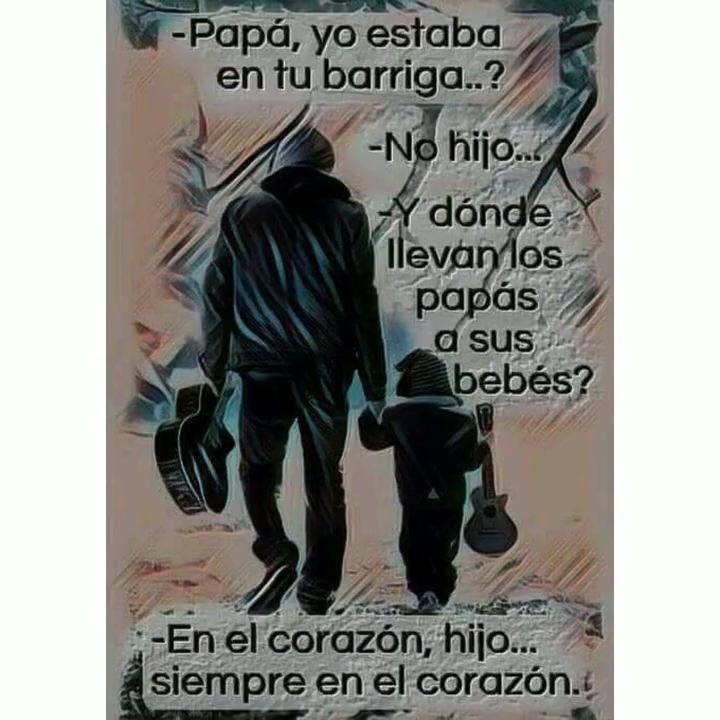 -Papá, yo estaba
en tu barriga..?
-No hijo...
-Y dónde
llevan los
papás
a sus
bebés?
-En el corazón, hijo...
siempre en el corazón.